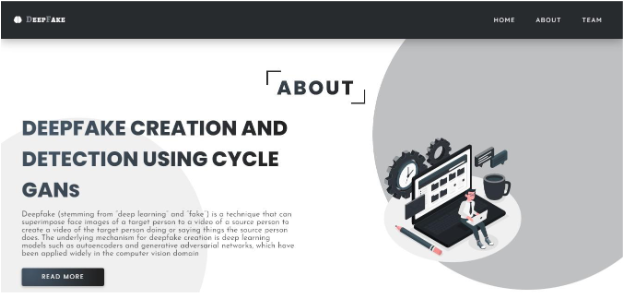 DEEPFAKE
HOME ABOUT TEAM
ABOUT
DEEPFAKE CREATION AND
DETECTION USING CYCLE
GANs
Deepfake (stemming from "deep learning" and "fake") is a technique that can
superimpose face images of a target person to a video of a source person to
create a video of the target person doing or saying things the source person
does. The underlying mechanism for deepfake creation is deep learning
models such as autoencoders and generative adversarial networks, which have
been applied widely in the computer vision domain
READ MORE